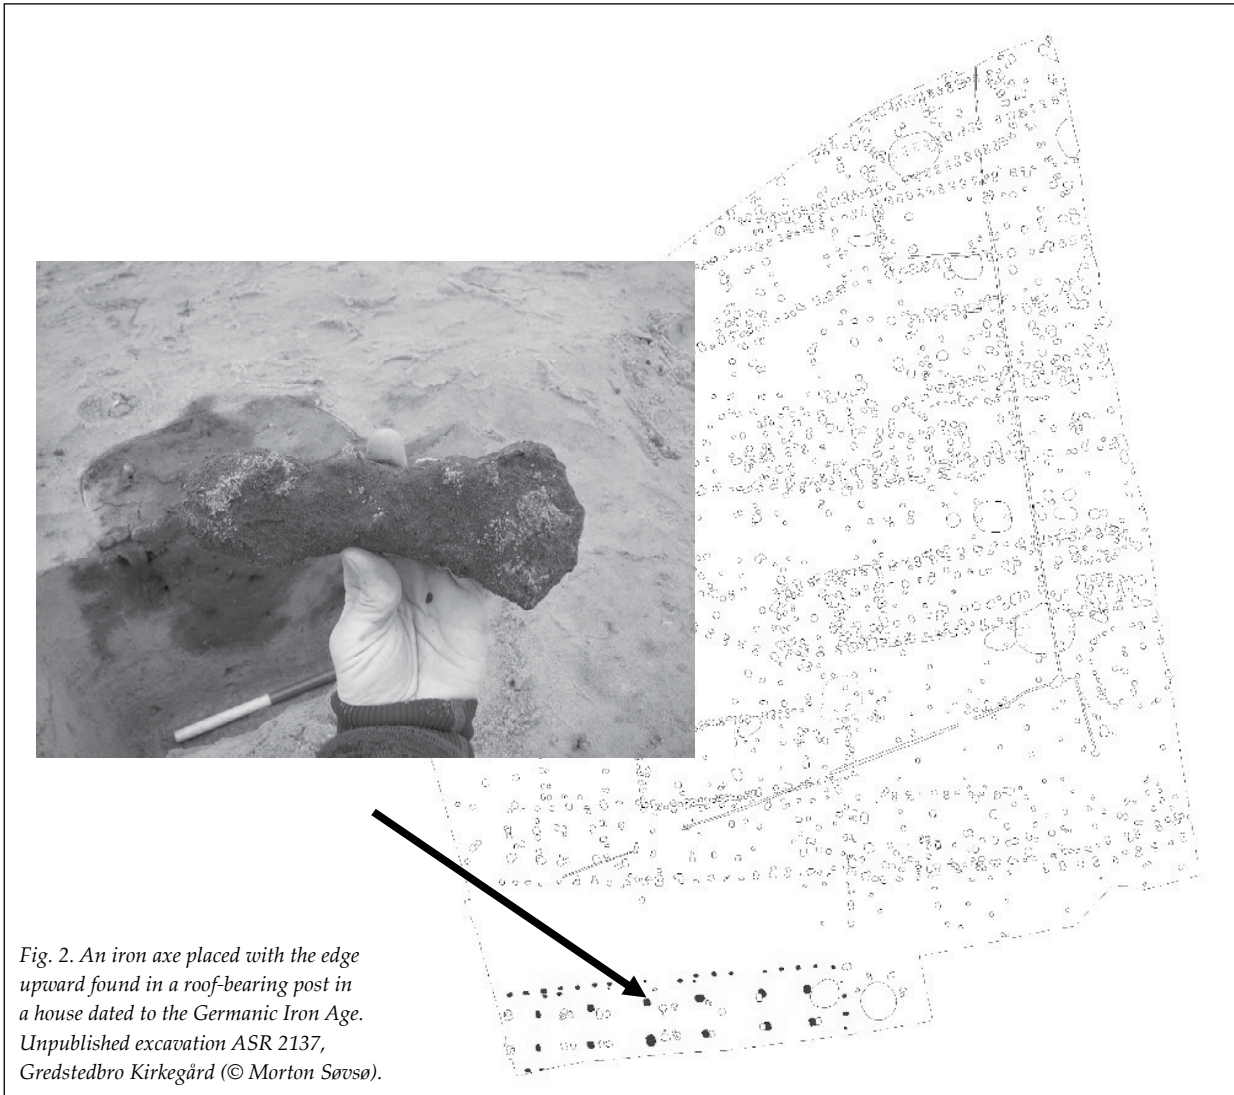 Fig. 2. An iron axe placed with the edge
upward found in a roof-bearing post in
a house dated to the Germanic Iron Age.
Unpublished excavation ASR 2137,
Gredstedbro Kirkegård (© Morton Søvsø).